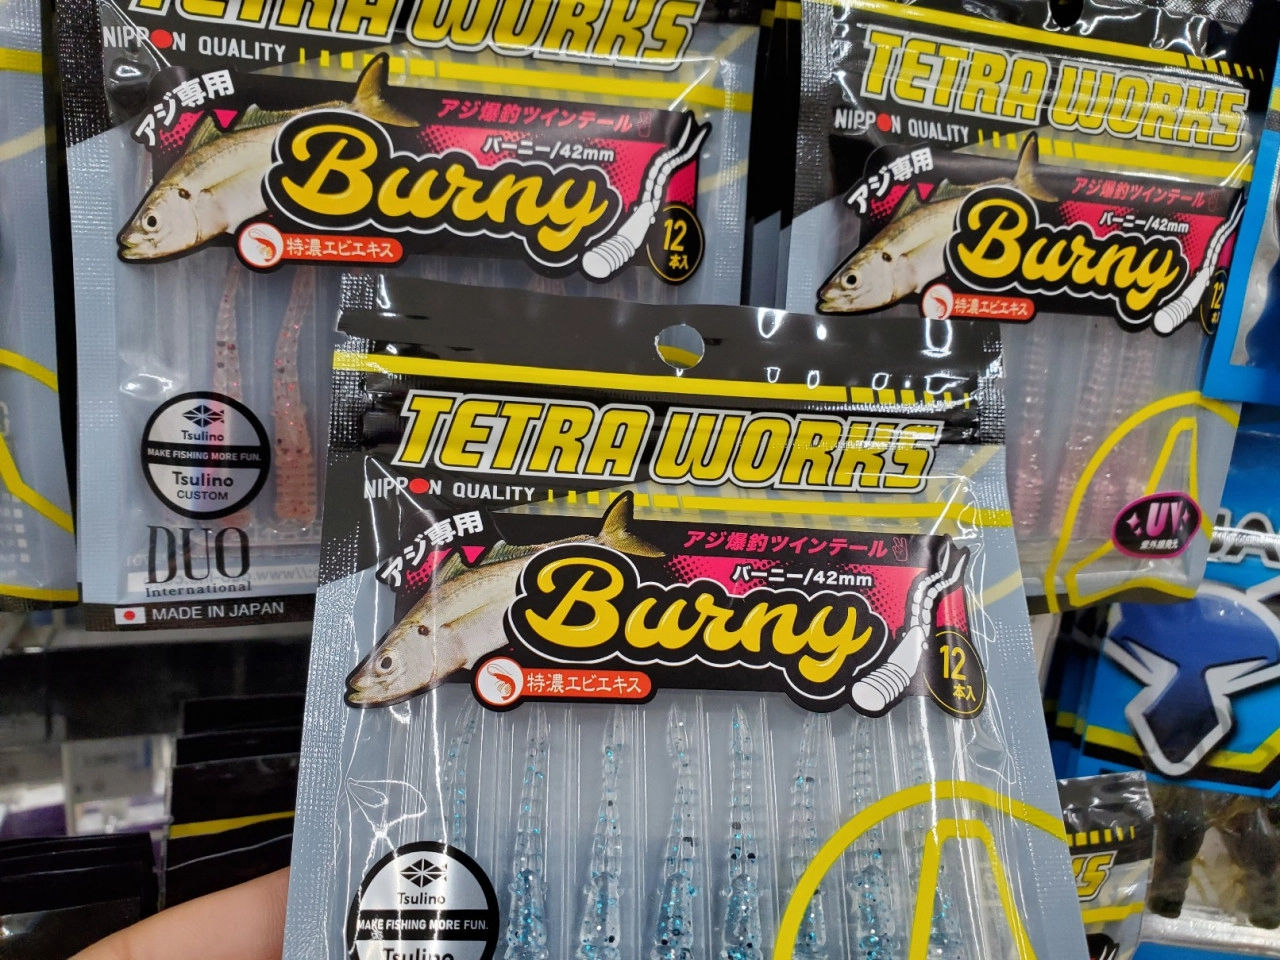 TETRA WORKS
NIPPON QUALITY
アジ専用
アジ爆釣ツインテール
バーニー/42mm
Burny
12
本入
特濃エビエキス
Tsulino
MAKE FISHING MORE FUN.
Tsulino
CUSTOM
DUO
International
MADE IN JAPAN
TETRA WORKS
NIPPON QUALITY
アジ専用
アジ爆釣ツインテール
バーニー/42mm
Burny
12
特濃エビエキス
UV
TETRA WORKS
NIPPON QUALITY
アジ専用
アジ爆釣ツインテール
バーニー/42mm
Burny
12
本入
特濃エビエキス
Tsulino
MAKE FISHING MORE FUN.
Tsulino